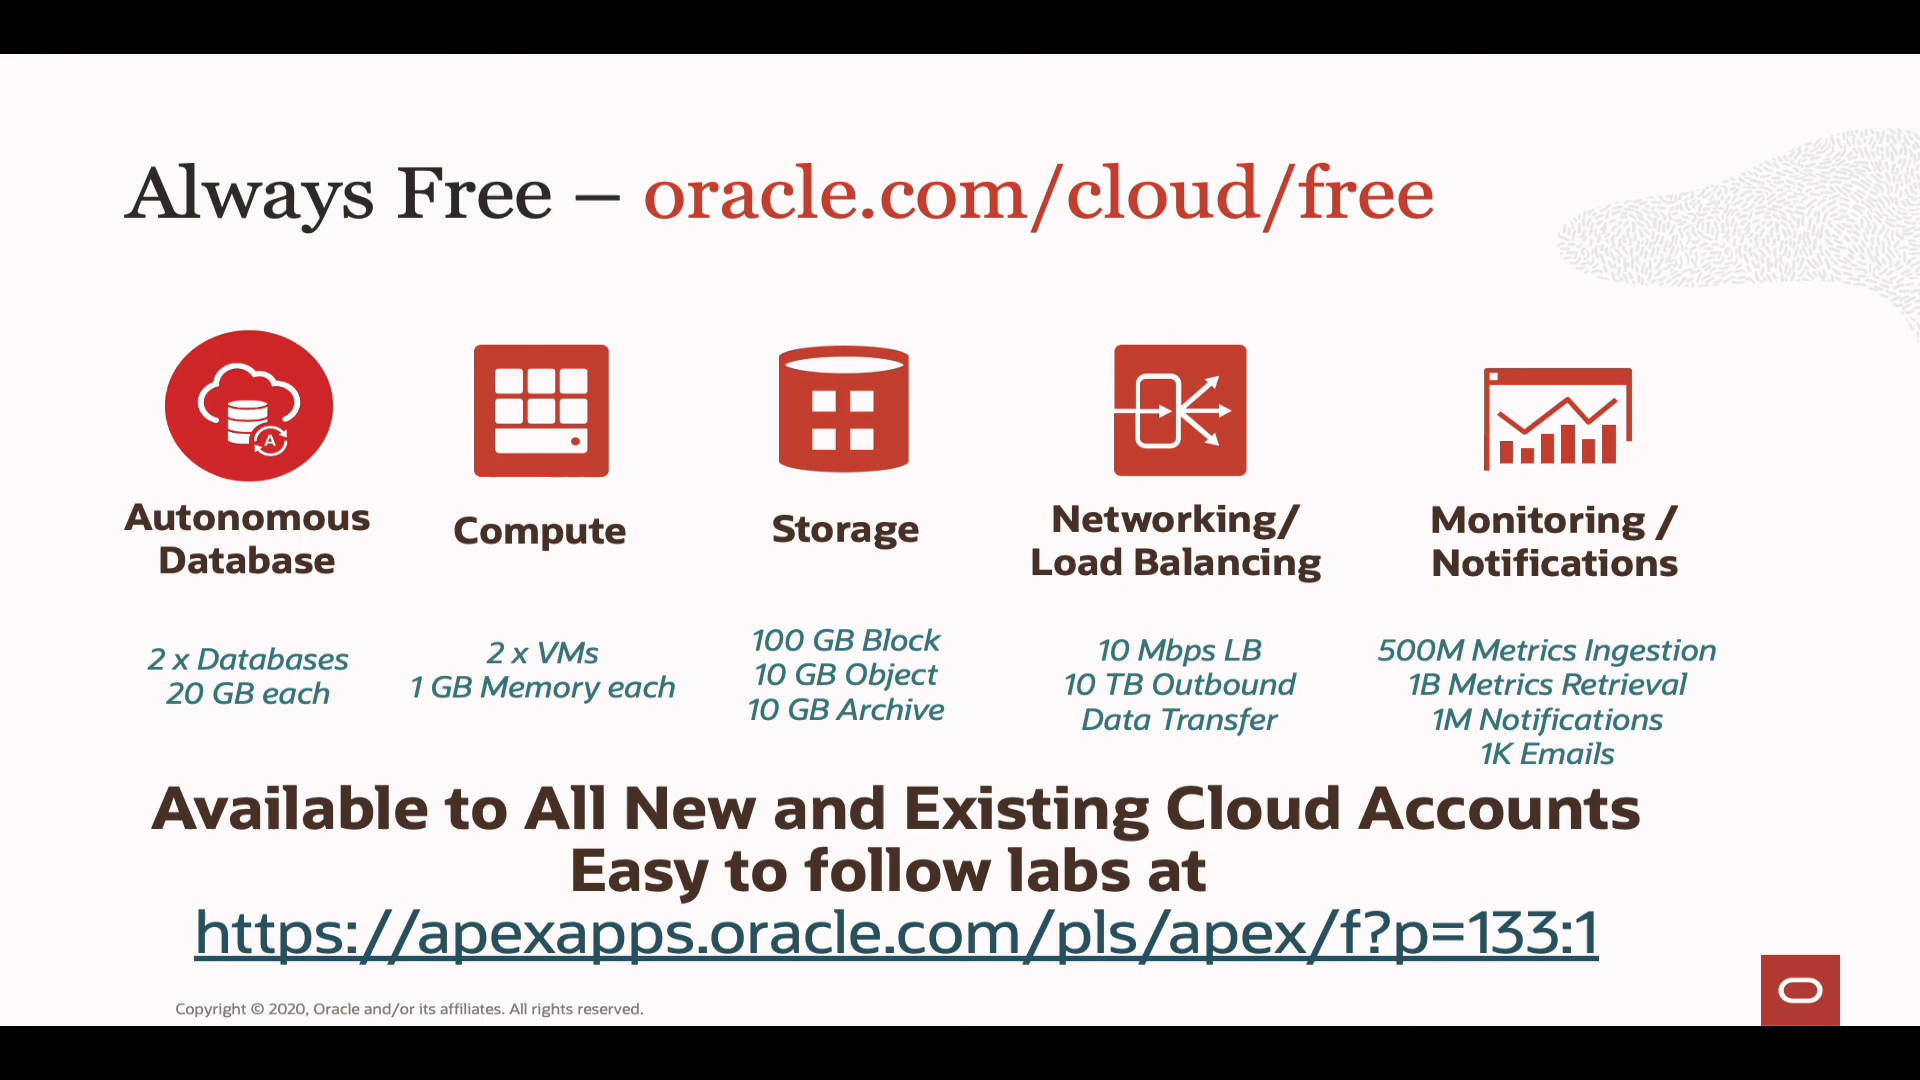 Always Free – oracle.com/cloud/free
A
Autonomous
Database
2 x Databases
20 GB each
Compute
2 x VMs
1 GB Memory each
Storage
100 GB Block
10 GB Object
10 GB Archive
Networking/
Load Balancing
10 Mbps LB
10 TB Outbound
Data Transfer
Monitoring /
Notifications
500M Metrics Ingestion
1B Metrics Retrieval
1M Notifications
1K Emails
Available to All New and Existing Cloud Accounts
Easy to follow labs at
https://apexapps.oracle.com/pls/apex/f?p=133:1
Copyright © 2020, Oracle and/or its affiliates. All rights reserved.